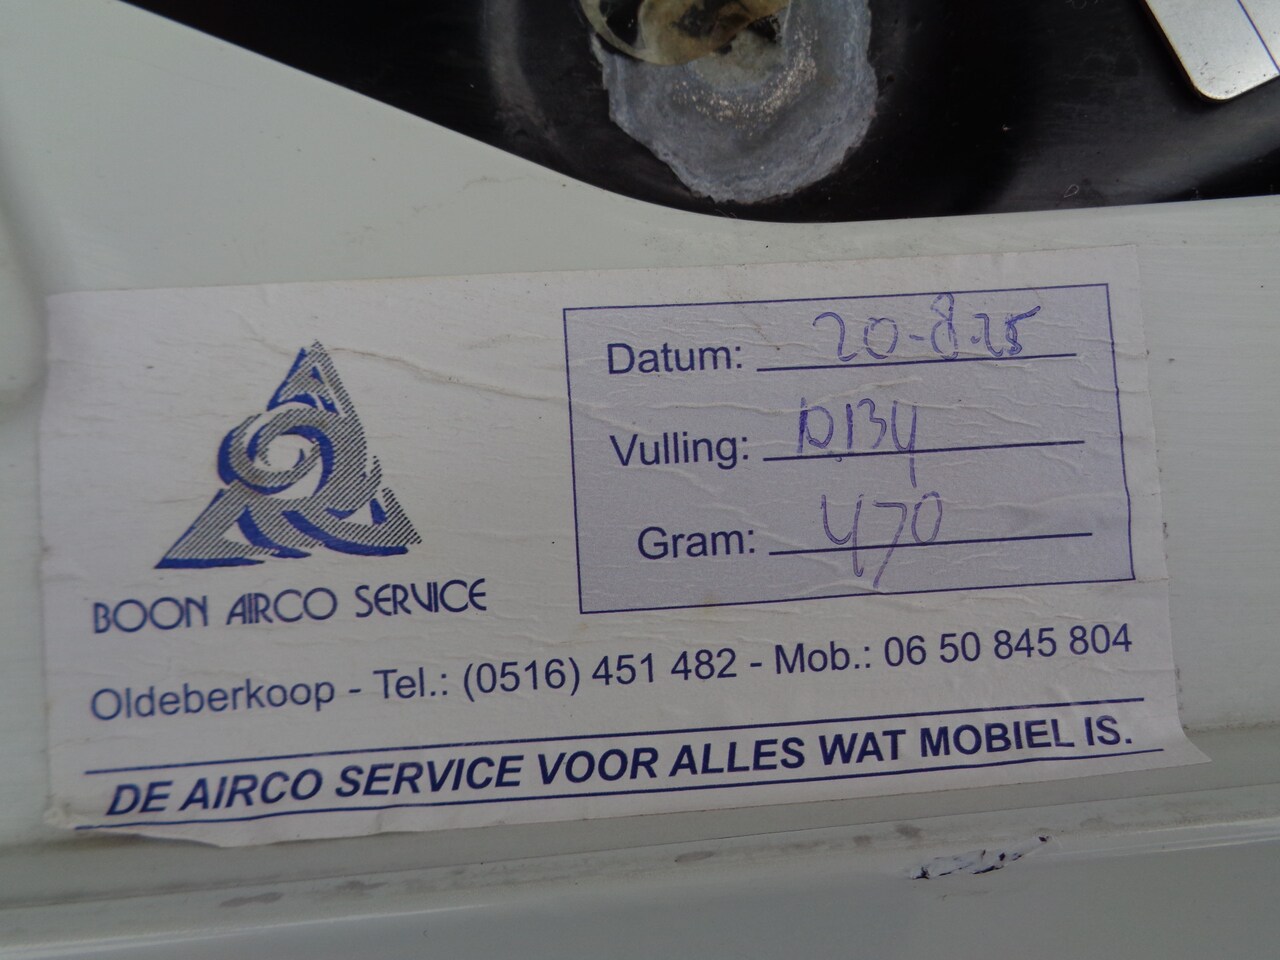 BOON AIRCO SERVICE
Datum: 20-8-25
Vulling: R134
Gram: 470
Oldeberkoop - Tel.: (0516) 451 482 - Mob.: 06 50 845 804
DE AIRCO SERVICE VOOR ALLES WAT MOBIEL IS.